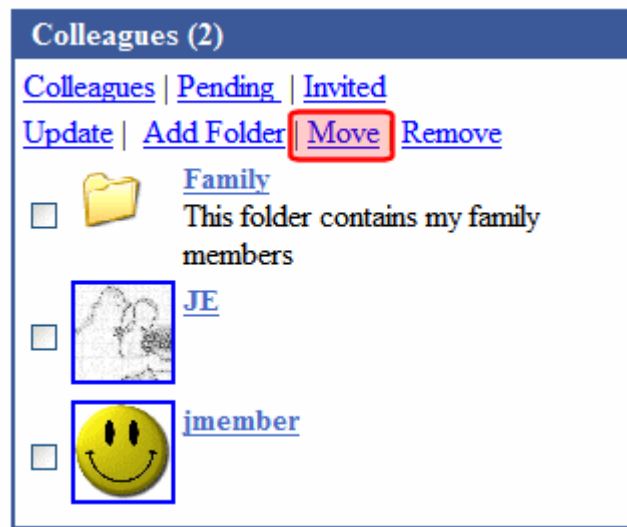 Colleagues (2)
Colleagues | Pending | Invited
Update | Add Folder | Move Remove
Family
This folder contains my family
members
JE
jmember